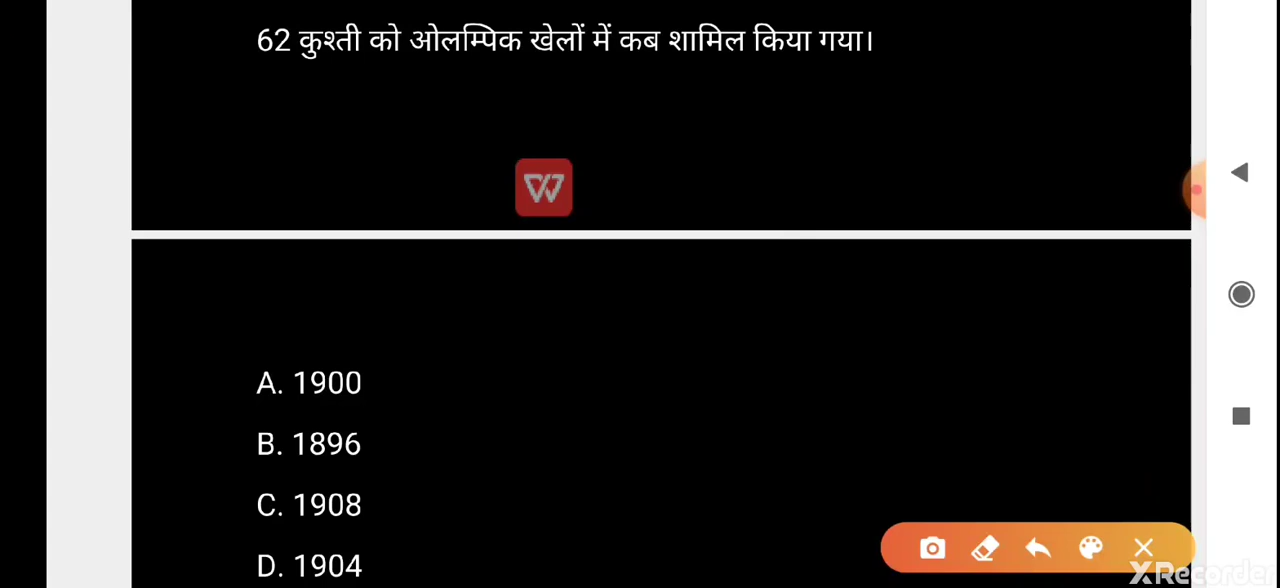 62 कुश्ती को ओलम्पिक खेलों में कब शामिल किया गया।
W
A. 1900
B. 1896
C. 1908
D. 1904
XRecorder